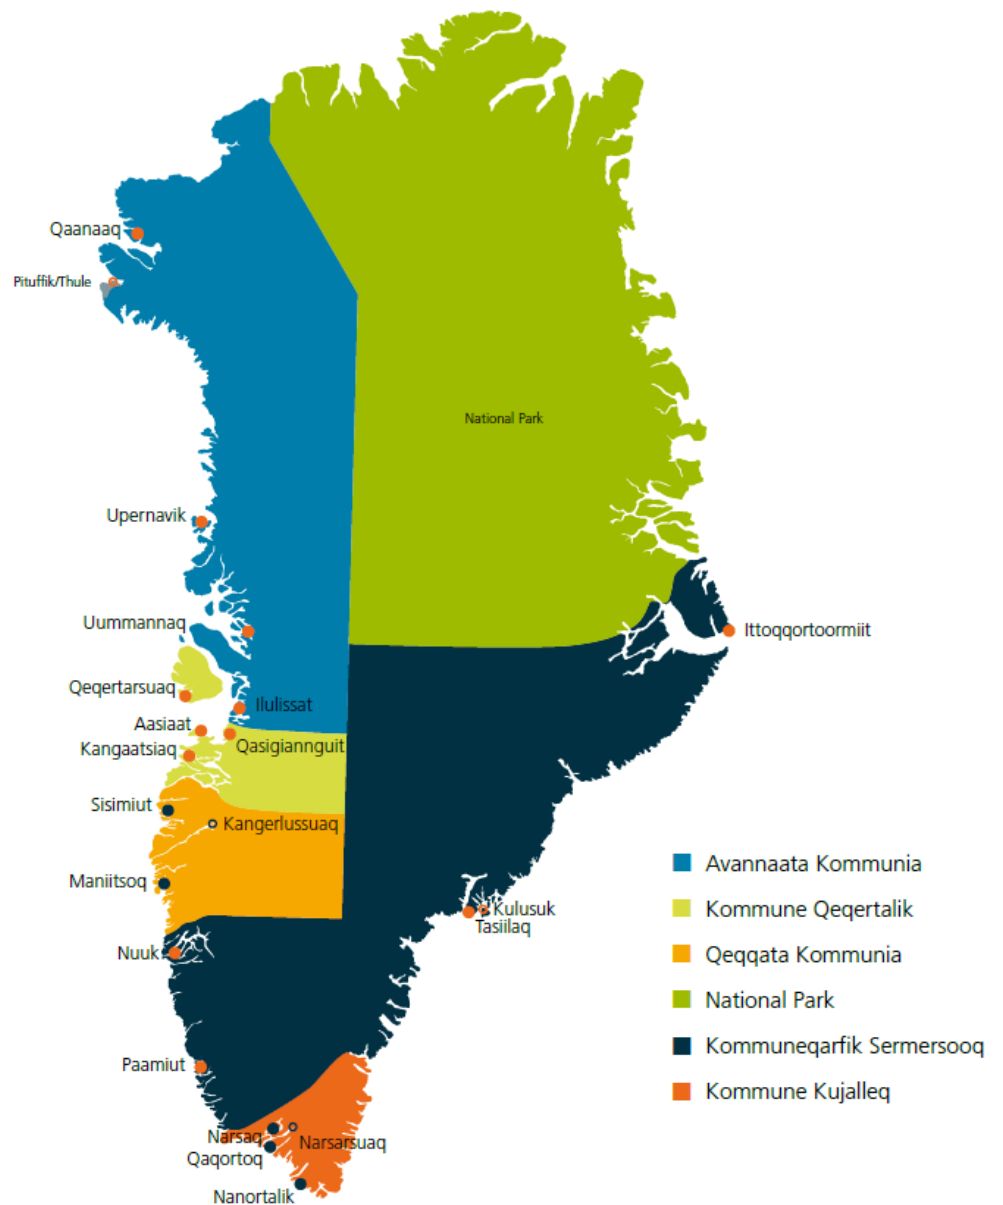 Qaanaaq
Pituffik/Thule
National Park
Upernavik
Uummannaq
Ittoqqortoormiit
Qeqertarsuaq
Ilulissat
Aasiaat
Qasigiannguit
Kangaatsiaq
Sisimiut
Kangerlussuaq
Maniitsoq
Kulusuk
Tasiilaq
Nuuk
Paamiut
Narsaq
Narsarsuaq
Qaqortoq
Nanortalik
Avannaata Kommunia
Kommune Qeqertalik
Qeqqata Kommunia
National Park
Kommuneqarfik Sermersooq
Kommune Kujalleq